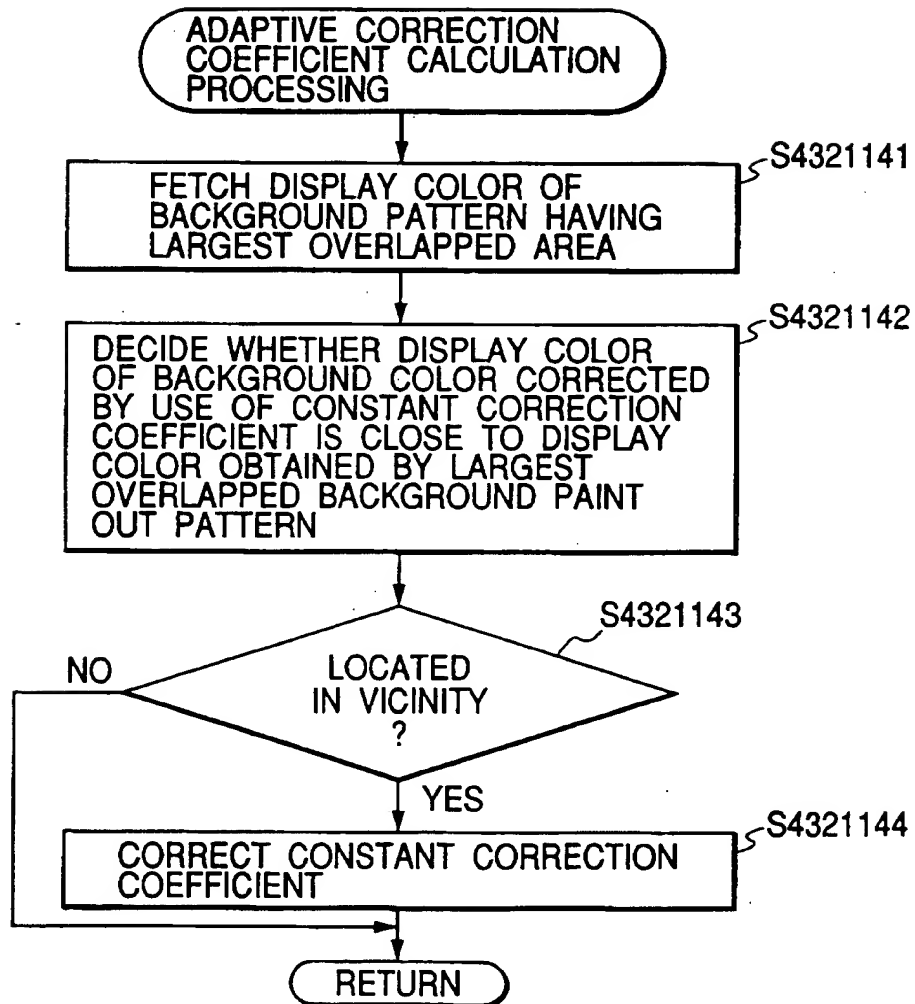 ADAPTIVE CORRECTION
COEFFICIENT CALCULATION
PROCESSING
S4321141
FETCH DISPLAY COLOR OF
BACKGROUND PATTERN HAVING
LARGEST OVERLAPPED AREA
S4321142
DECIDE WHETHER DISPLAY COLOR
OF BACKGROUND COLOR CORRECTED
BY USE OF CONSTANT CORRECTION
COEFFICIENT IS CLOSE TO DISPLAY
COLOR OBTAINED BY LARGEST
OVERLAPPED BACKGROUND PAINT
OUT PATTERN
S4321143
NO
LOCATED
IN VICINITY
?
YES
S4321144
CORRECT CONSTANT CORRECTION
COEFFICIENT
RETURN